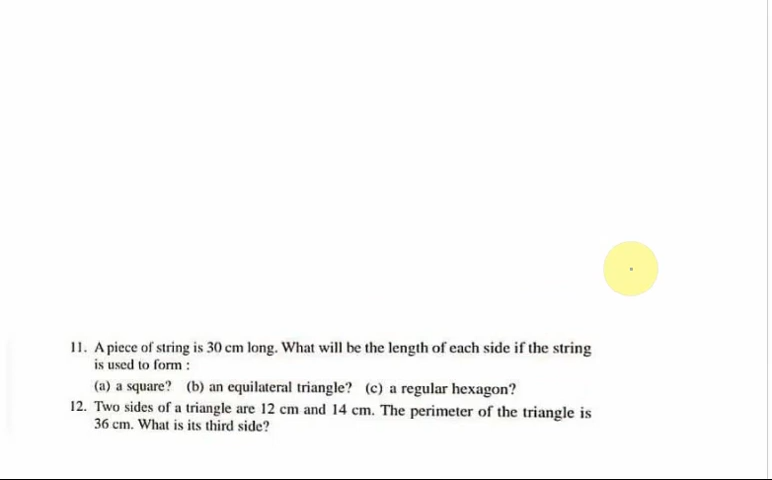 11. A piece of string is 30 cm long. What will be the length of each side if the string
is used to form :
(a) a square? (b) an equilateral triangle? (c) a regular hexagon?
12. Two sides of a triangle are 12 cm and 14 cm. The perimeter of the triangle is
36 cm. What is its third side?